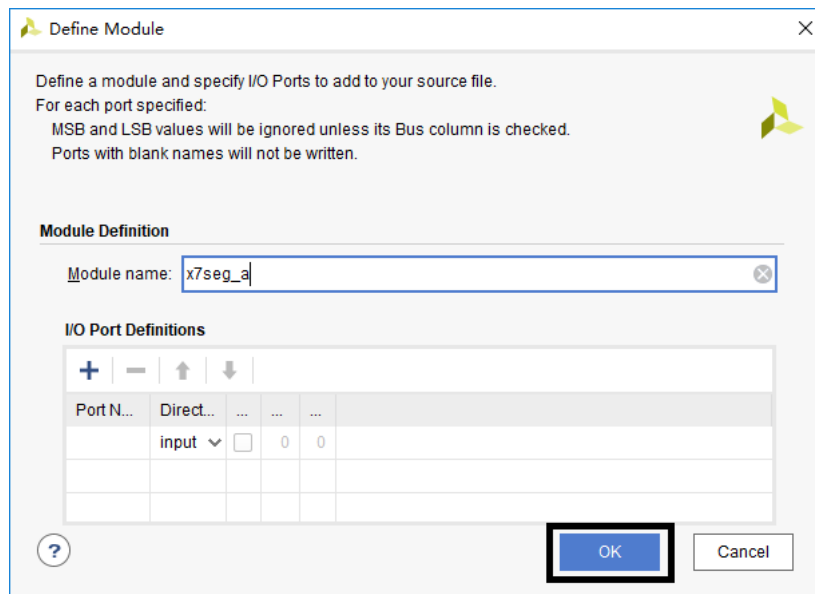 Define Module
Define a module and specify I/O Ports to add to your source file.
For each port specified:
MSB and LSB values will be ignored unless its Bus column is checked.
Ports with blank names will not be written.
Module Definition
Module name: x7seg_a
I/O Port Definitions
Port N... Direct... ... ... ...
input 0 0
? OK Cancel